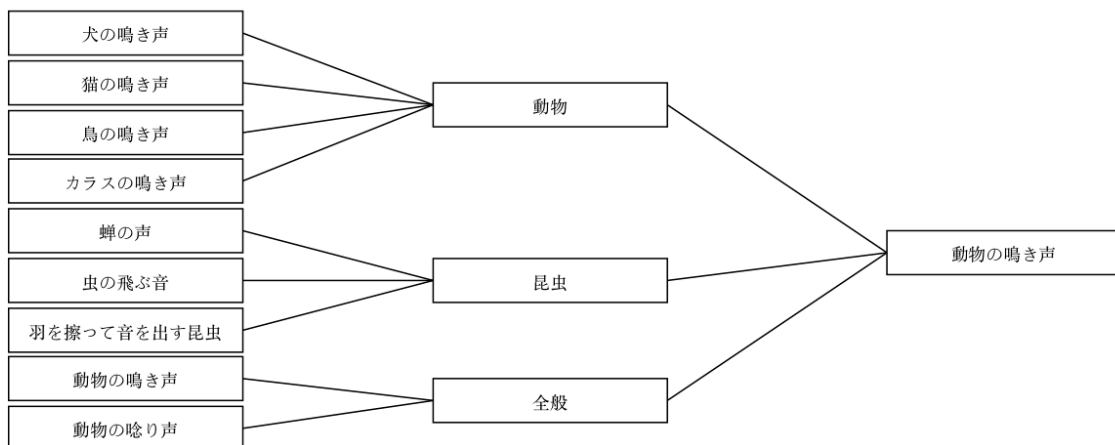 犬の鳴き声
猫の鳴き声
鳥の鳴き声
カラスの鳴き声
蝉の声
虫の飛ぶ音
羽を擦って音を出す昆虫
動物の鳴き声
動物の唸り声
動物
昆虫
全般
動物の鳴き声